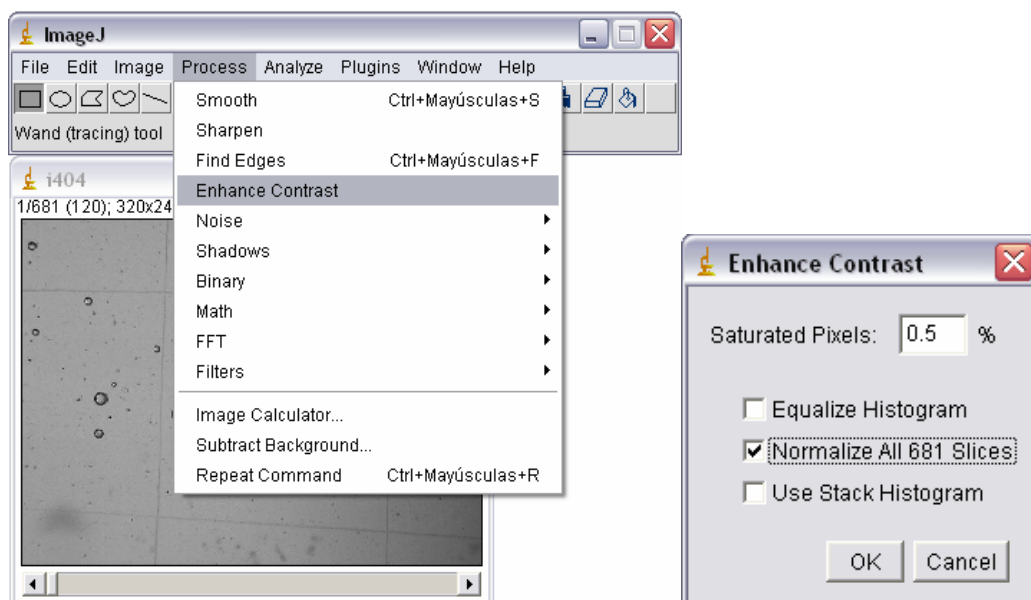 ImageJ
File Edit Image Process Analyze Plugins Window Help
Wand (tracing) tool
Smooth Ctrl+Mayúsculas+S
Sharpen
Find Edges Ctrl+Mayúsculas+F
Enhance Contrast
Noise
Shadows
Binary
Math
FFT
Filters
Image Calculator...
Subtract Background...
Repeat Command Ctrl+Mayúsculas+R
i404
1/681 (120); 320x24
Enhance Contrast
Saturated Pixels: 0.5 %
Equalize Histogram
Normalize All 681 Slices
Use Stack Histogram
OK Cancel